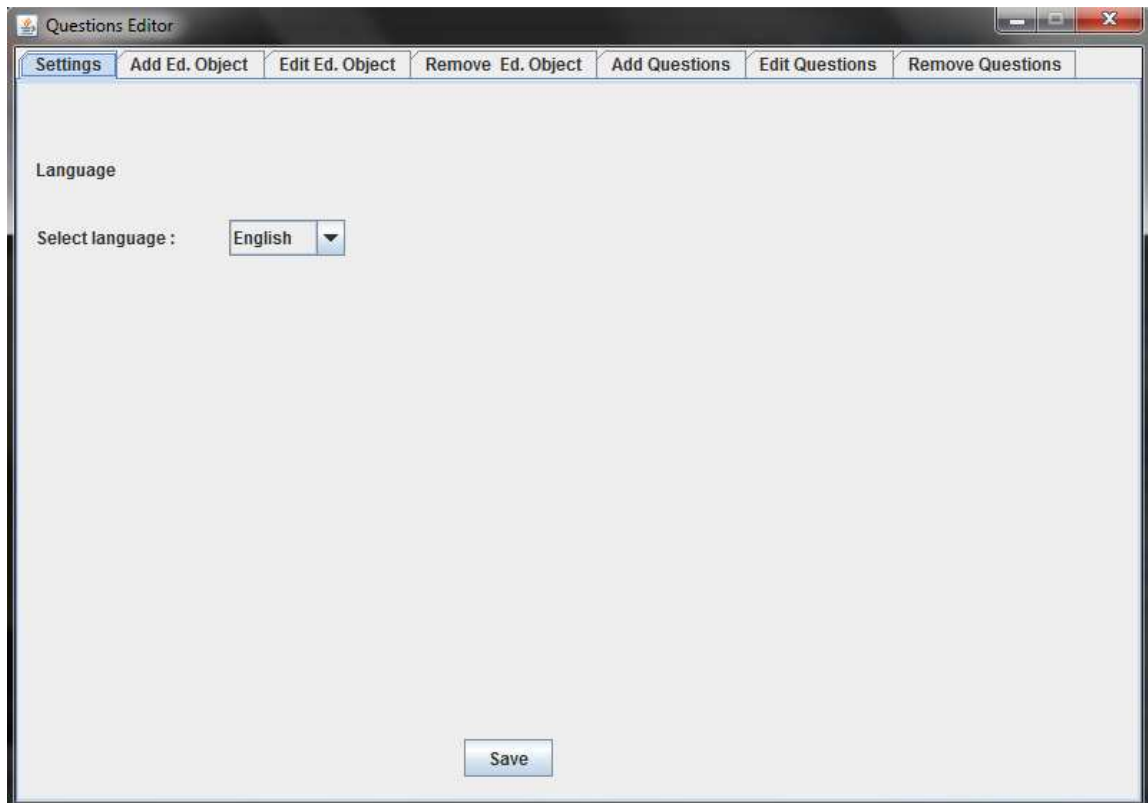 Questions Editor
Settings Add Ed. Object Edit Ed. Object Remove Ed. Object Add Questions Edit Questions Remove Questions
Language
Select language : English
Save